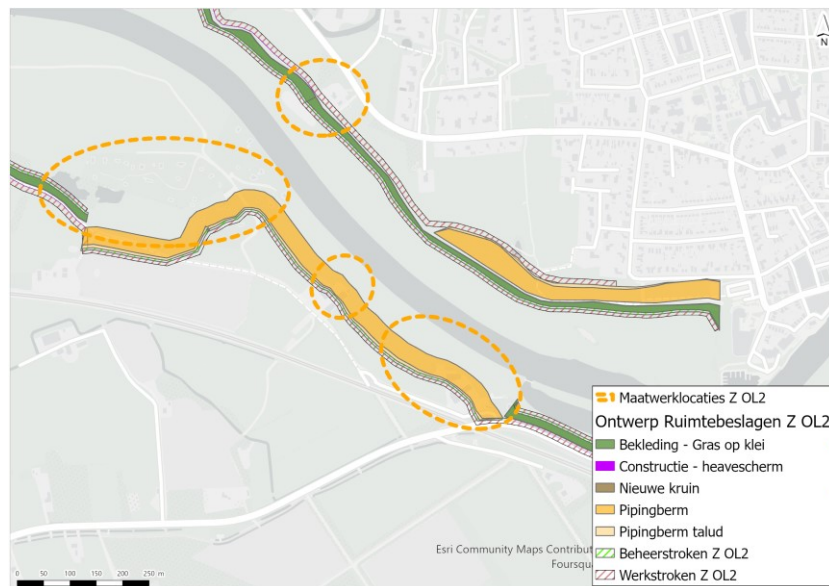 N
Maatwerklocaties Z OL2
Ontwerp Ruimtebeslagen Z OL2
Bekleding - Gras op klei
Constructie - heavescherm
Nieuwe kruin
Pipingberm
Pipingberm talud
Beheerstroken Z OL2
Werkstroken Z OL2
Esri Community Maps Contribut
Foursqua
0 50 100 150 200 250 m